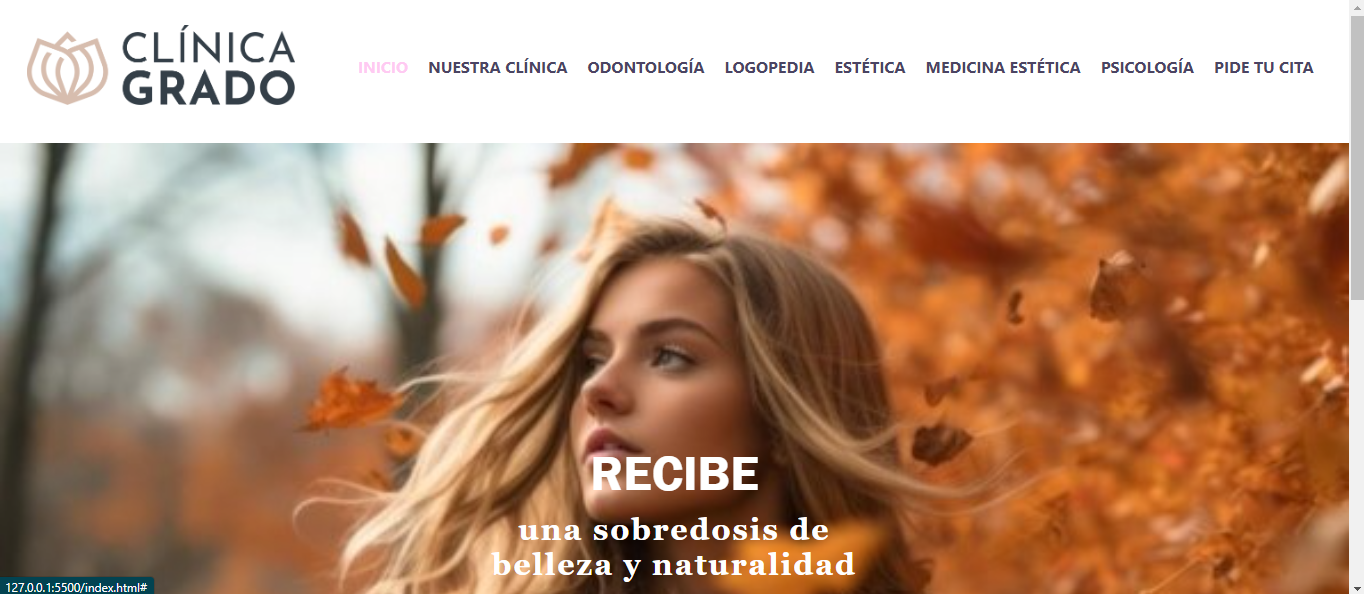 CLÍNICA
GRADO
INICIO NUESTRA CLÍNICA ODONTOLOGÍA LOGOPEDIA ESTÉTICA MEDICINA ESTÉTICA PSICOLOGÍA PIDE TU CITA
RECIBE
una sobredosis de
belleza y naturalidad
127.0.0.1:5500/index.html#